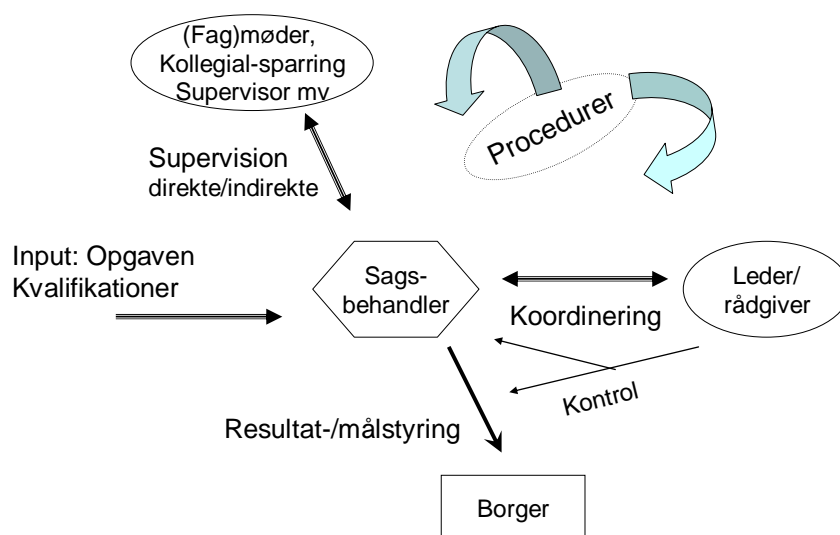 (Fag)møder,
Kollegial-sparring
Supervisor mv
Procedurer
Supervision
direkte/indirekte
Input: Opgaven
Kvalifikationer
Sags-
behandler
Koordinering
Leder/
rådgiver
Kontrol
Resultat-/målstyring
Borger